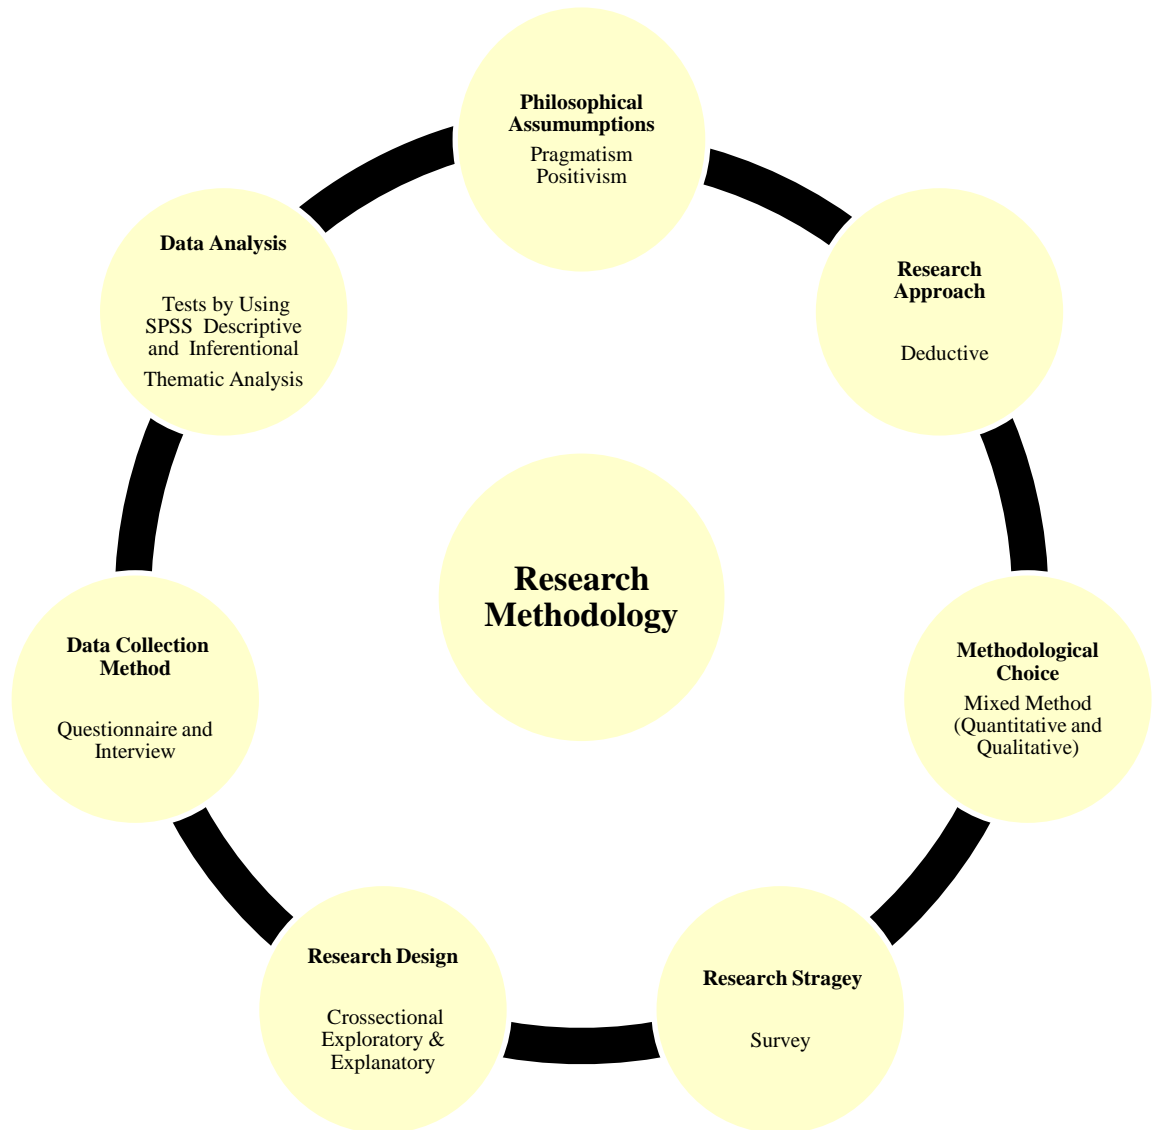 Philosophical
Assumumptions
Pragmatism
Positivism
Research
Approach
Deductive
Methodological
Choice
Mixed Method
(Quantitative and
Qualitative)
Research Stragey
Survey
Research Design
Crossectional
Exploratory &
Explanatory
Data Collection
Method
Questionnaire and
Interview
Data Analysis
Tests by Using
SPSS Descriptive
and Inferentional
Thematic Analysis
Research
Methodology